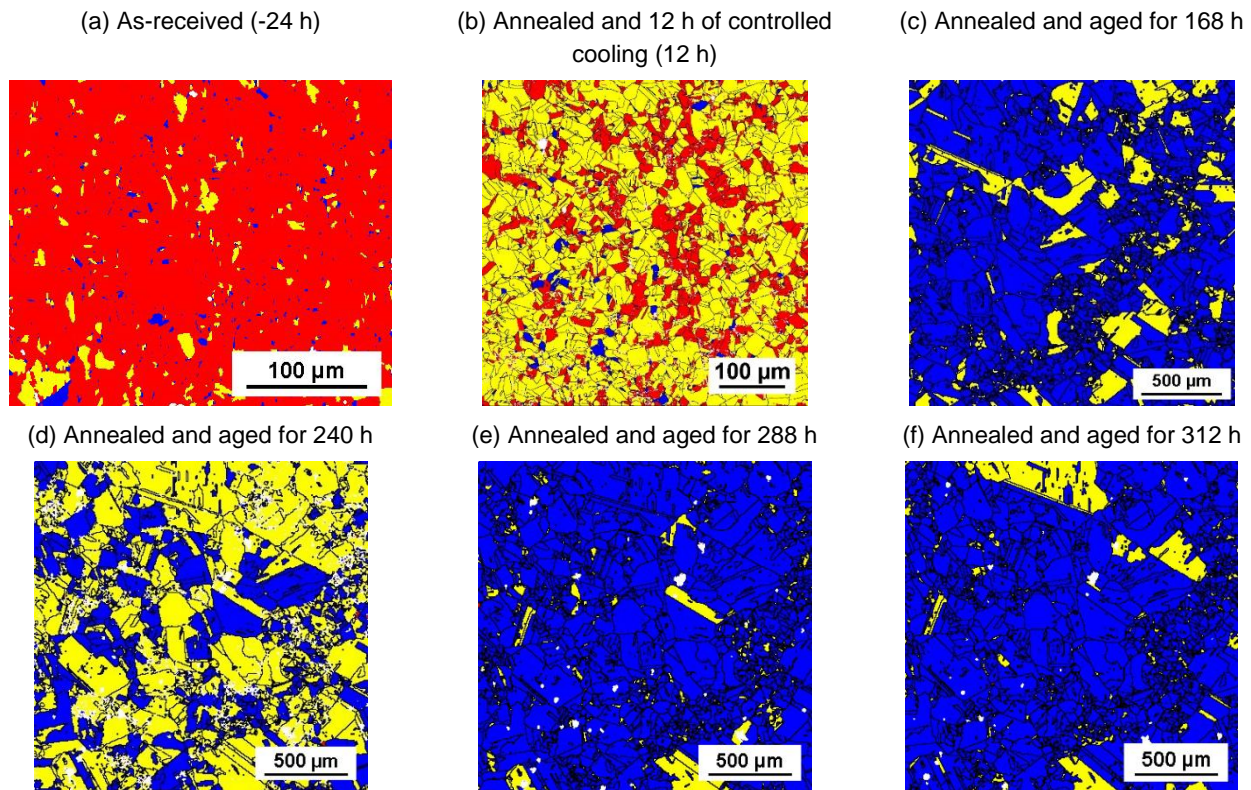 (a) As-received (-24 h)
(b) Annealed and 12 h of controlled
cooling (12 h)
(c) Annealed and aged for 168 h
100 µm
100 µm
500 µm
(d) Annealed and aged for 240 h
(e) Annealed and aged for 288 h
(f) Annealed and aged for 312 h
500 µm
500 µm
500 µm